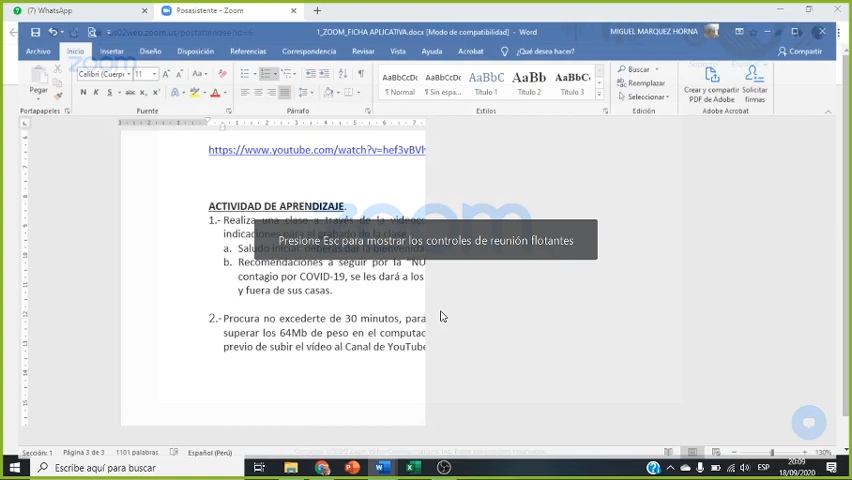 WhatsApp
Posasistente - Zoom
1_ZOOM_FICHA APLICATIVA.docx [Modo de compatibilidad] - Word
MIGUEL MARQUEZ HORNA
Archivo Inicio Insertar Diseño Disposición Referencias Correspondencia Revisar Vista Ayuda Acrobat ¿Qué desea hacer? Compartir
Pegar
Calibri (Cuerp 11
N K S abc
AaBbCcDc AaBbCcDc AaBbC AaBb AaBbC
¶ Normal ¶ Sin espa... Título 1 Título 2 Título 3
Buscar
Reemplazar
Seleccionar
Crear y compartir PDF de Adobe
Solicitar firmas
Portapapeles Fuente Párrafo Estilos Edición Adobe Acrobat
https://www.youtube.com/watch?v=hef3vBVl
zoom
ACTIVIDAD DE APRENDIZAJE.
1.- Realiza una clase a través de la
indicaciones para el grabado de la clase
Presione Esc para mostrar los controles de reunión flotantes
a. Saludo inicial
b. Recomendaciones a seguir por la "NU
contagio por COVID-19, se les dará a los
y fuera de sus casas.
2.- Procura no excederte de 30 minutos, para
superar los 64Mb de peso en el computac
previo de subir el vídeo al Canal de YouTube
Sección: 1 Página 3 de 3 1101 palabras Español (Perú) 130%
Escribe aquí para buscar
ESP
20:09
18/09/2020